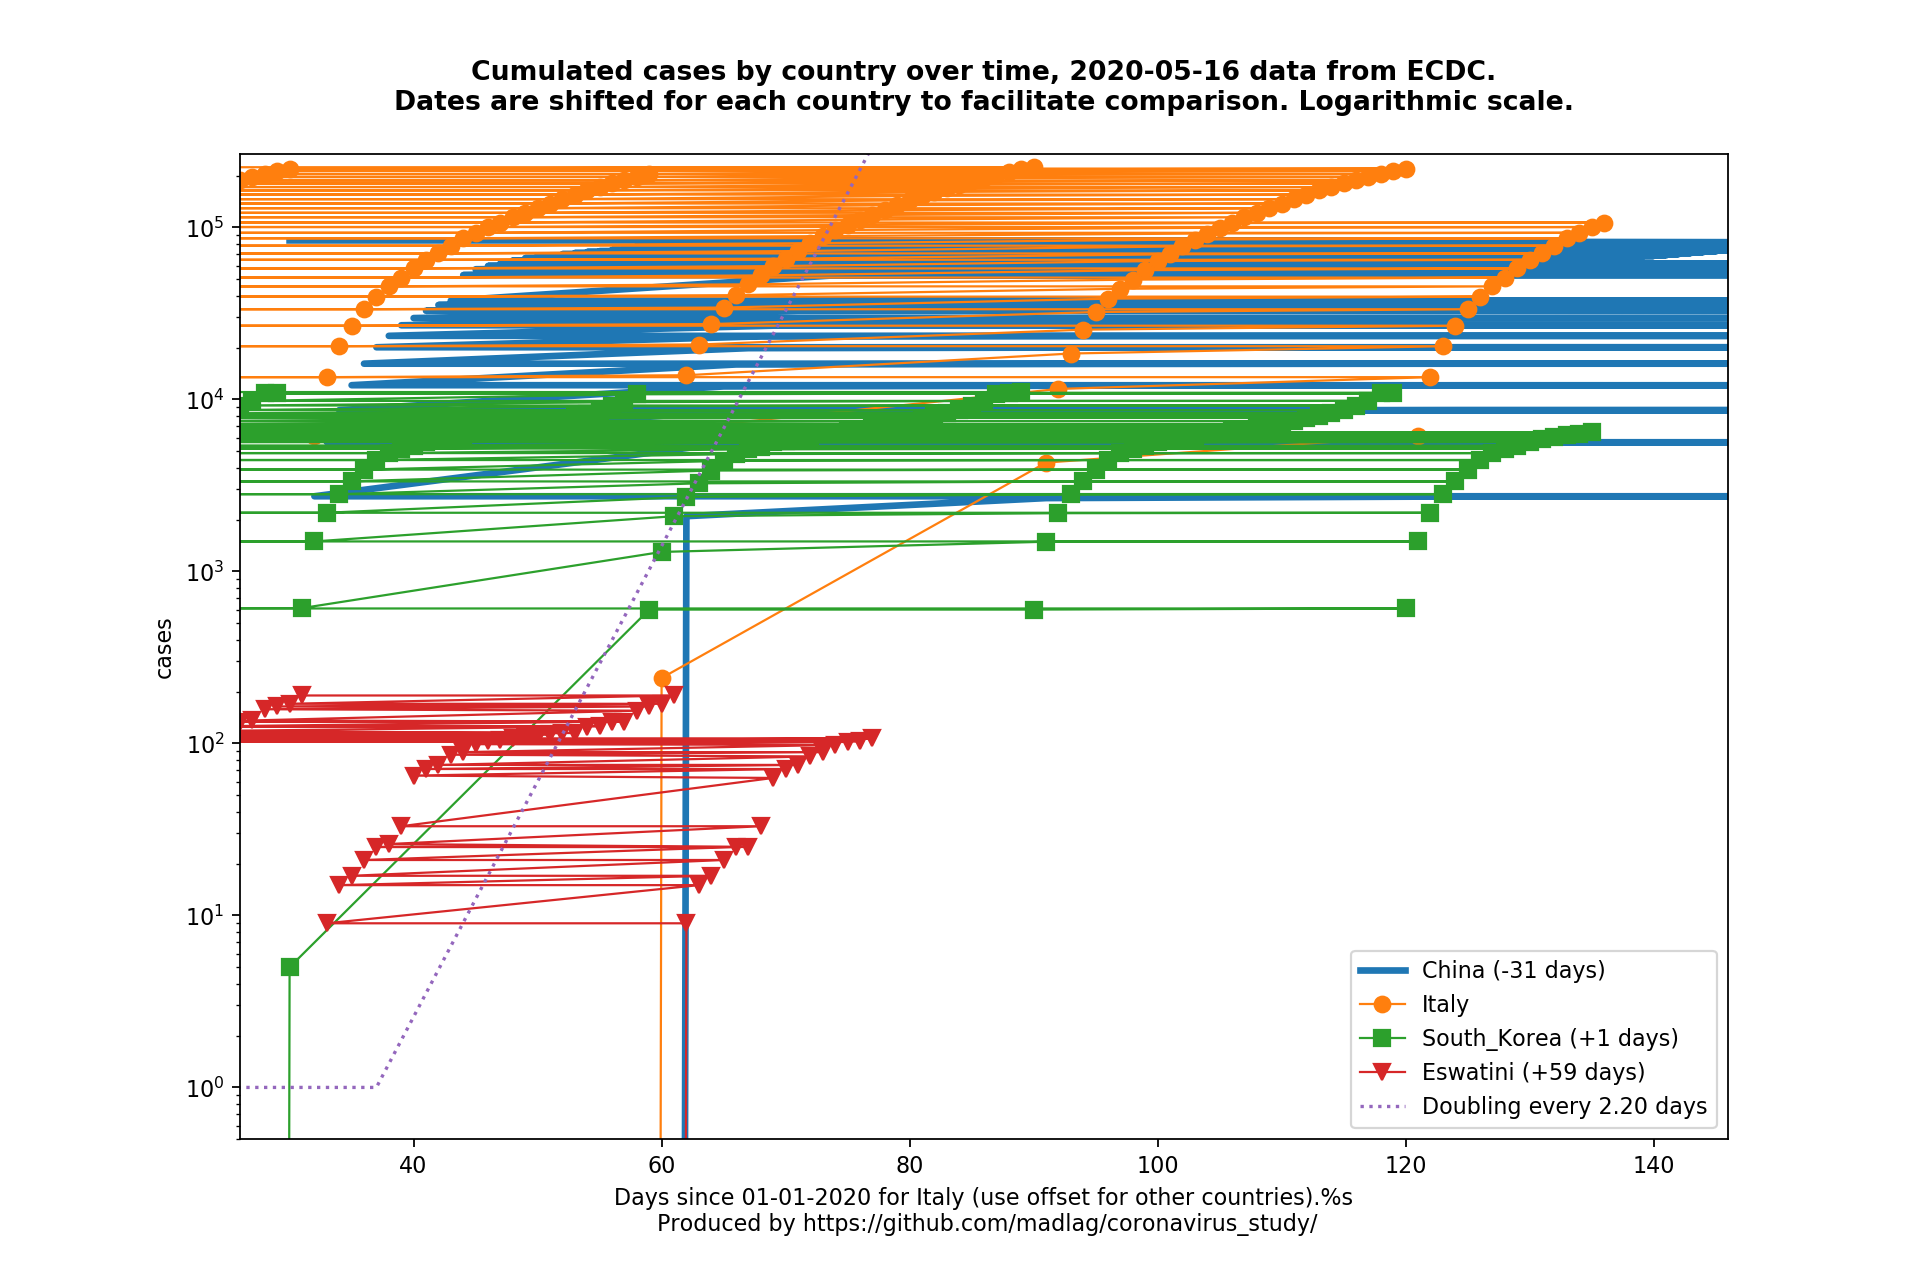 Cumulated cases by country over time, 2020-05-16 data from ECDC.
Dates are shifted for each country to facilitate comparison. Logarithmic scale.
cases
10⁵
10⁴
10³
10²
10¹
10⁰
40
60
80
100
120
140
China (-31 days)
Italy
South_Korea (+1 days)
Eswatini (+59 days)
Doubling every 2.20 days
Days since 01-01-2020 for Italy (use offset for other countries).%s
Produced by https://github.com/madlag/coronavirus_study/